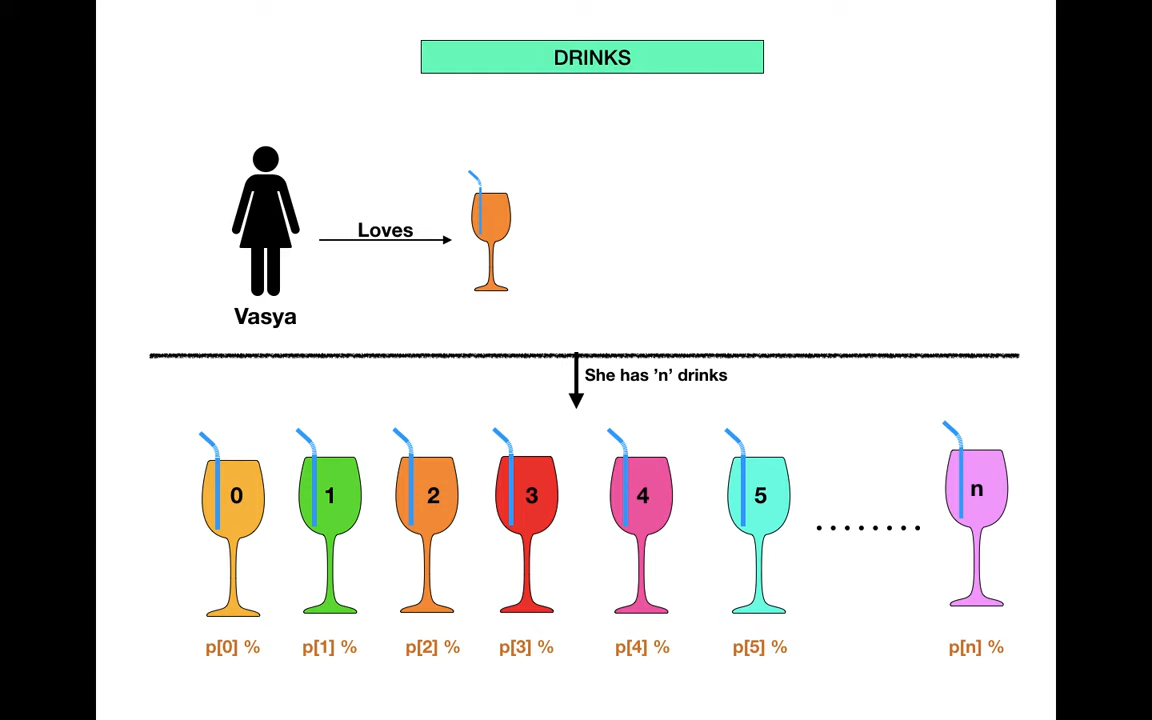 DRINKS
Loves
Vasya
She has ’n’ drinks
0 1 2 3 4 5 n
p[0] % p[1] % p[2] % p[3] % p[4] % p[5] % p[n] %